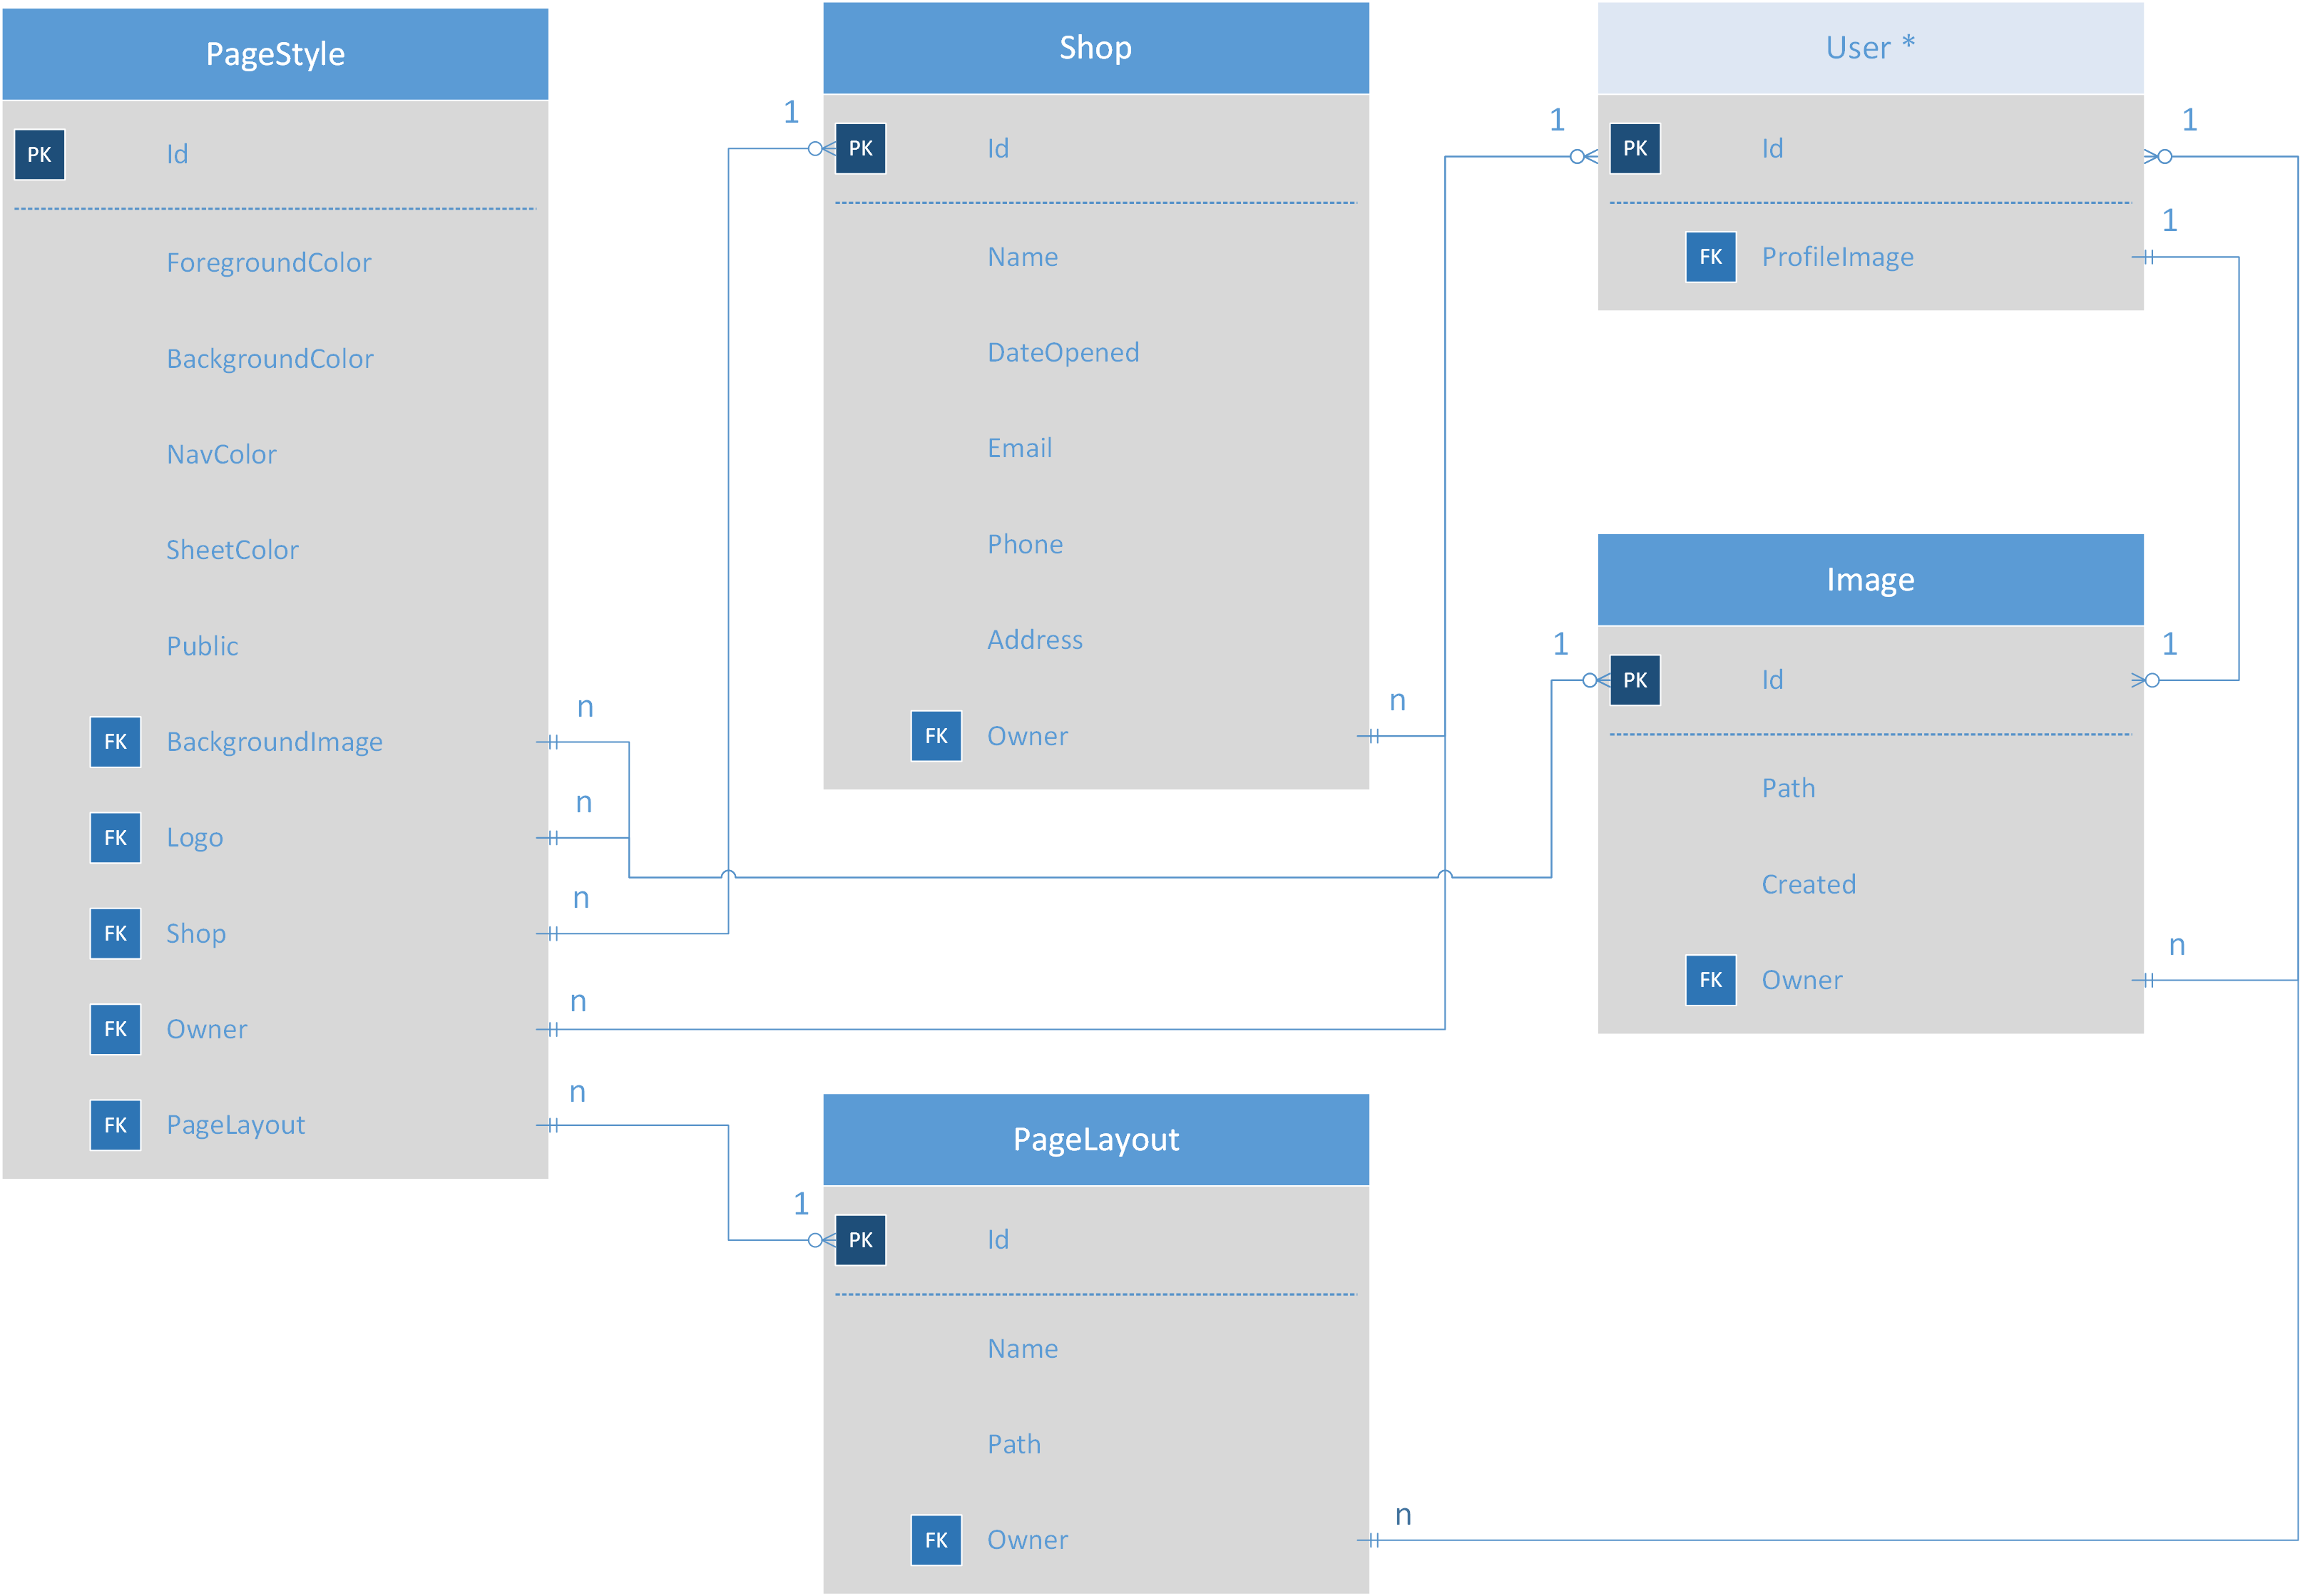 PageStyle
PK Id
ForegroundColor
BackgroundColor
NavColor
SheetColor
Public
FK BackgroundImage n
FK Logo n
FK Shop n
FK Owner n
FK PageLayout n
Shop
1 PK Id
Name
DateOpened
Email
Phone
Address
FK Owner n
User *
1 PK Id 1
FK ProfileImage 1
Image
1 PK Id 1
Path
Created
FK Owner n
PageLayout
1 PK Id
Name
Path
FK Owner n